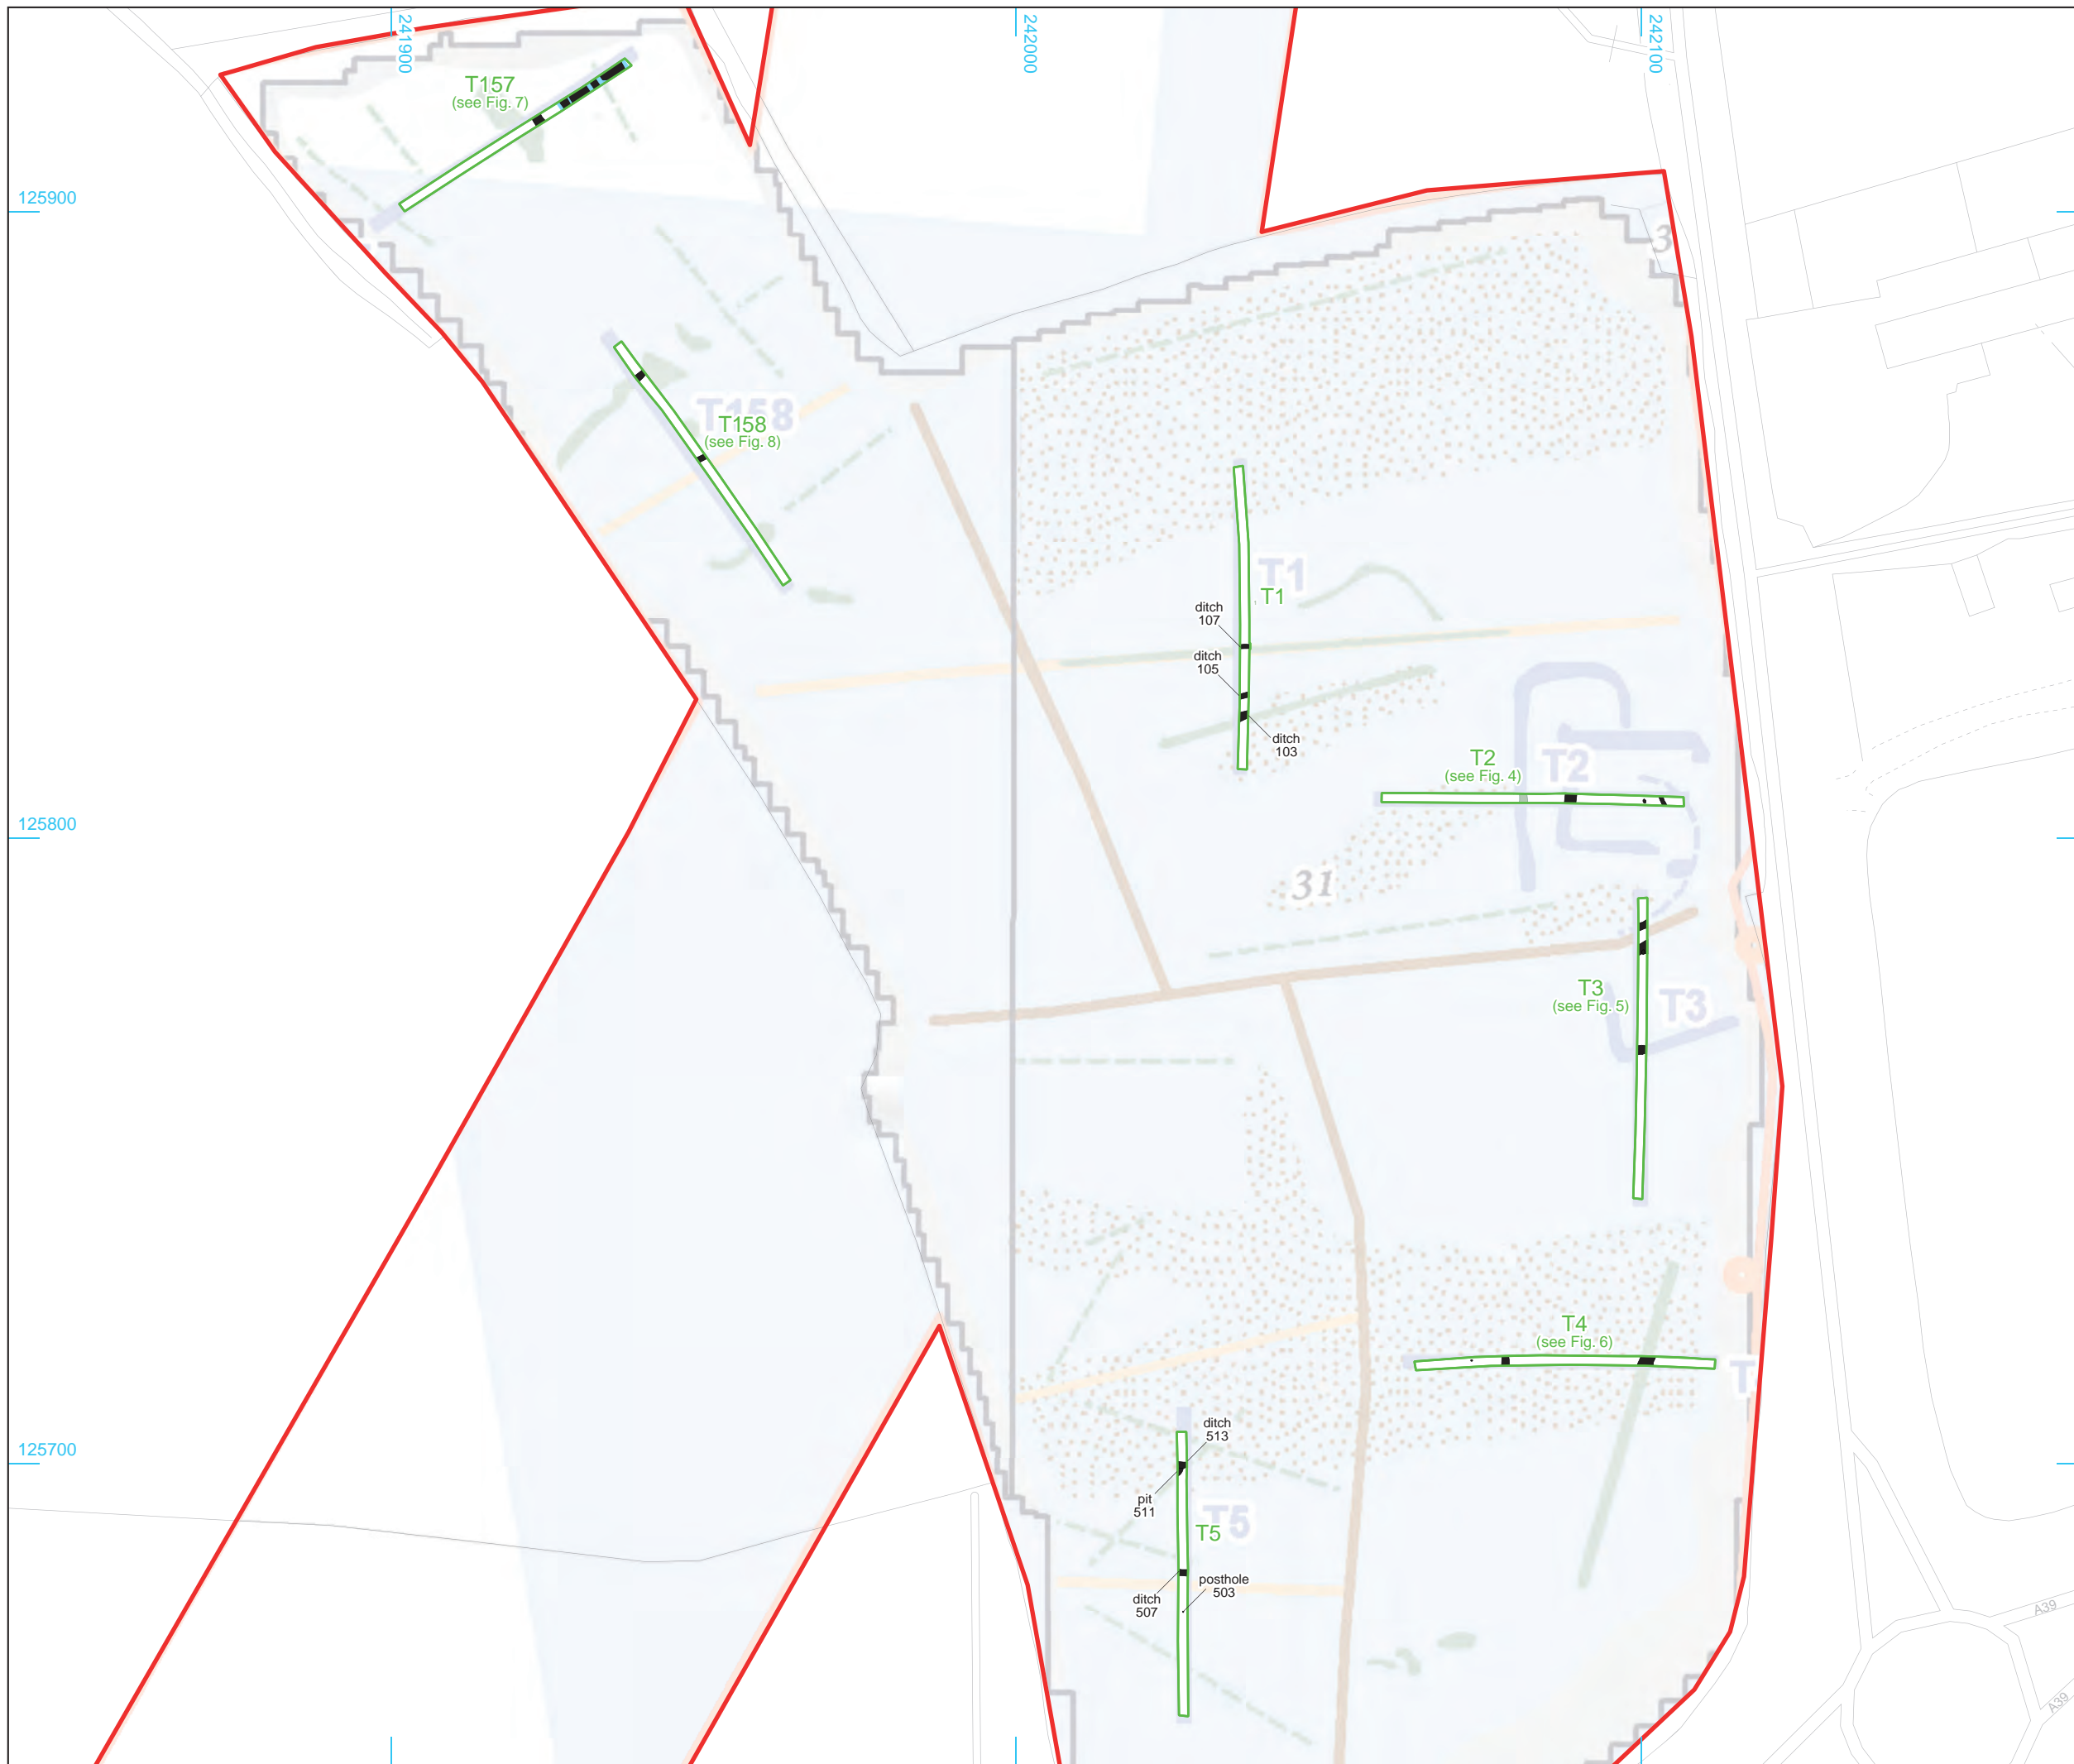 241900
242000
242100
T157
(see Fig. 7)
125900
3
T158
T158
(see Fig. 8)
T1
T1
ditch
107
ditch
105
ditch
103
T2
(see Fig. 4)
T2
125800
31
T3
(see Fig. 5)
T3
T4
(see Fig. 6)
T
ditch
513
125700
pit
511
T5
T5
posthole
503
ditch
507
A39
A39